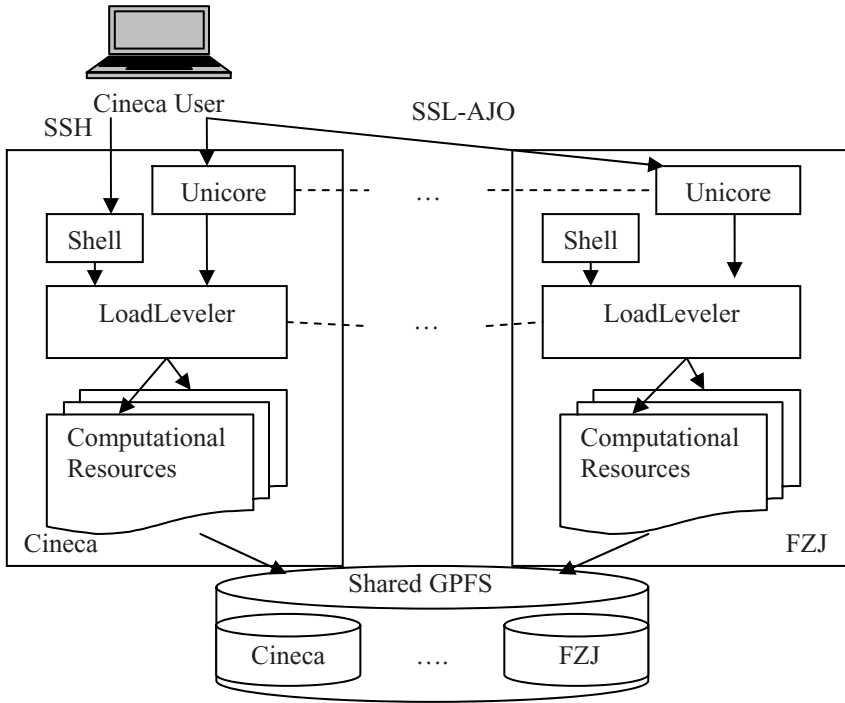 Cineca User
SSH
SSL-AJO
Unicore
...
Unicore
Shell
Shell
LoadLeveler
...
LoadLeveler
Computational
Resources
Computational
Resources
Cineca
FZJ
Shared GPFS
Cineca
....
FZJ